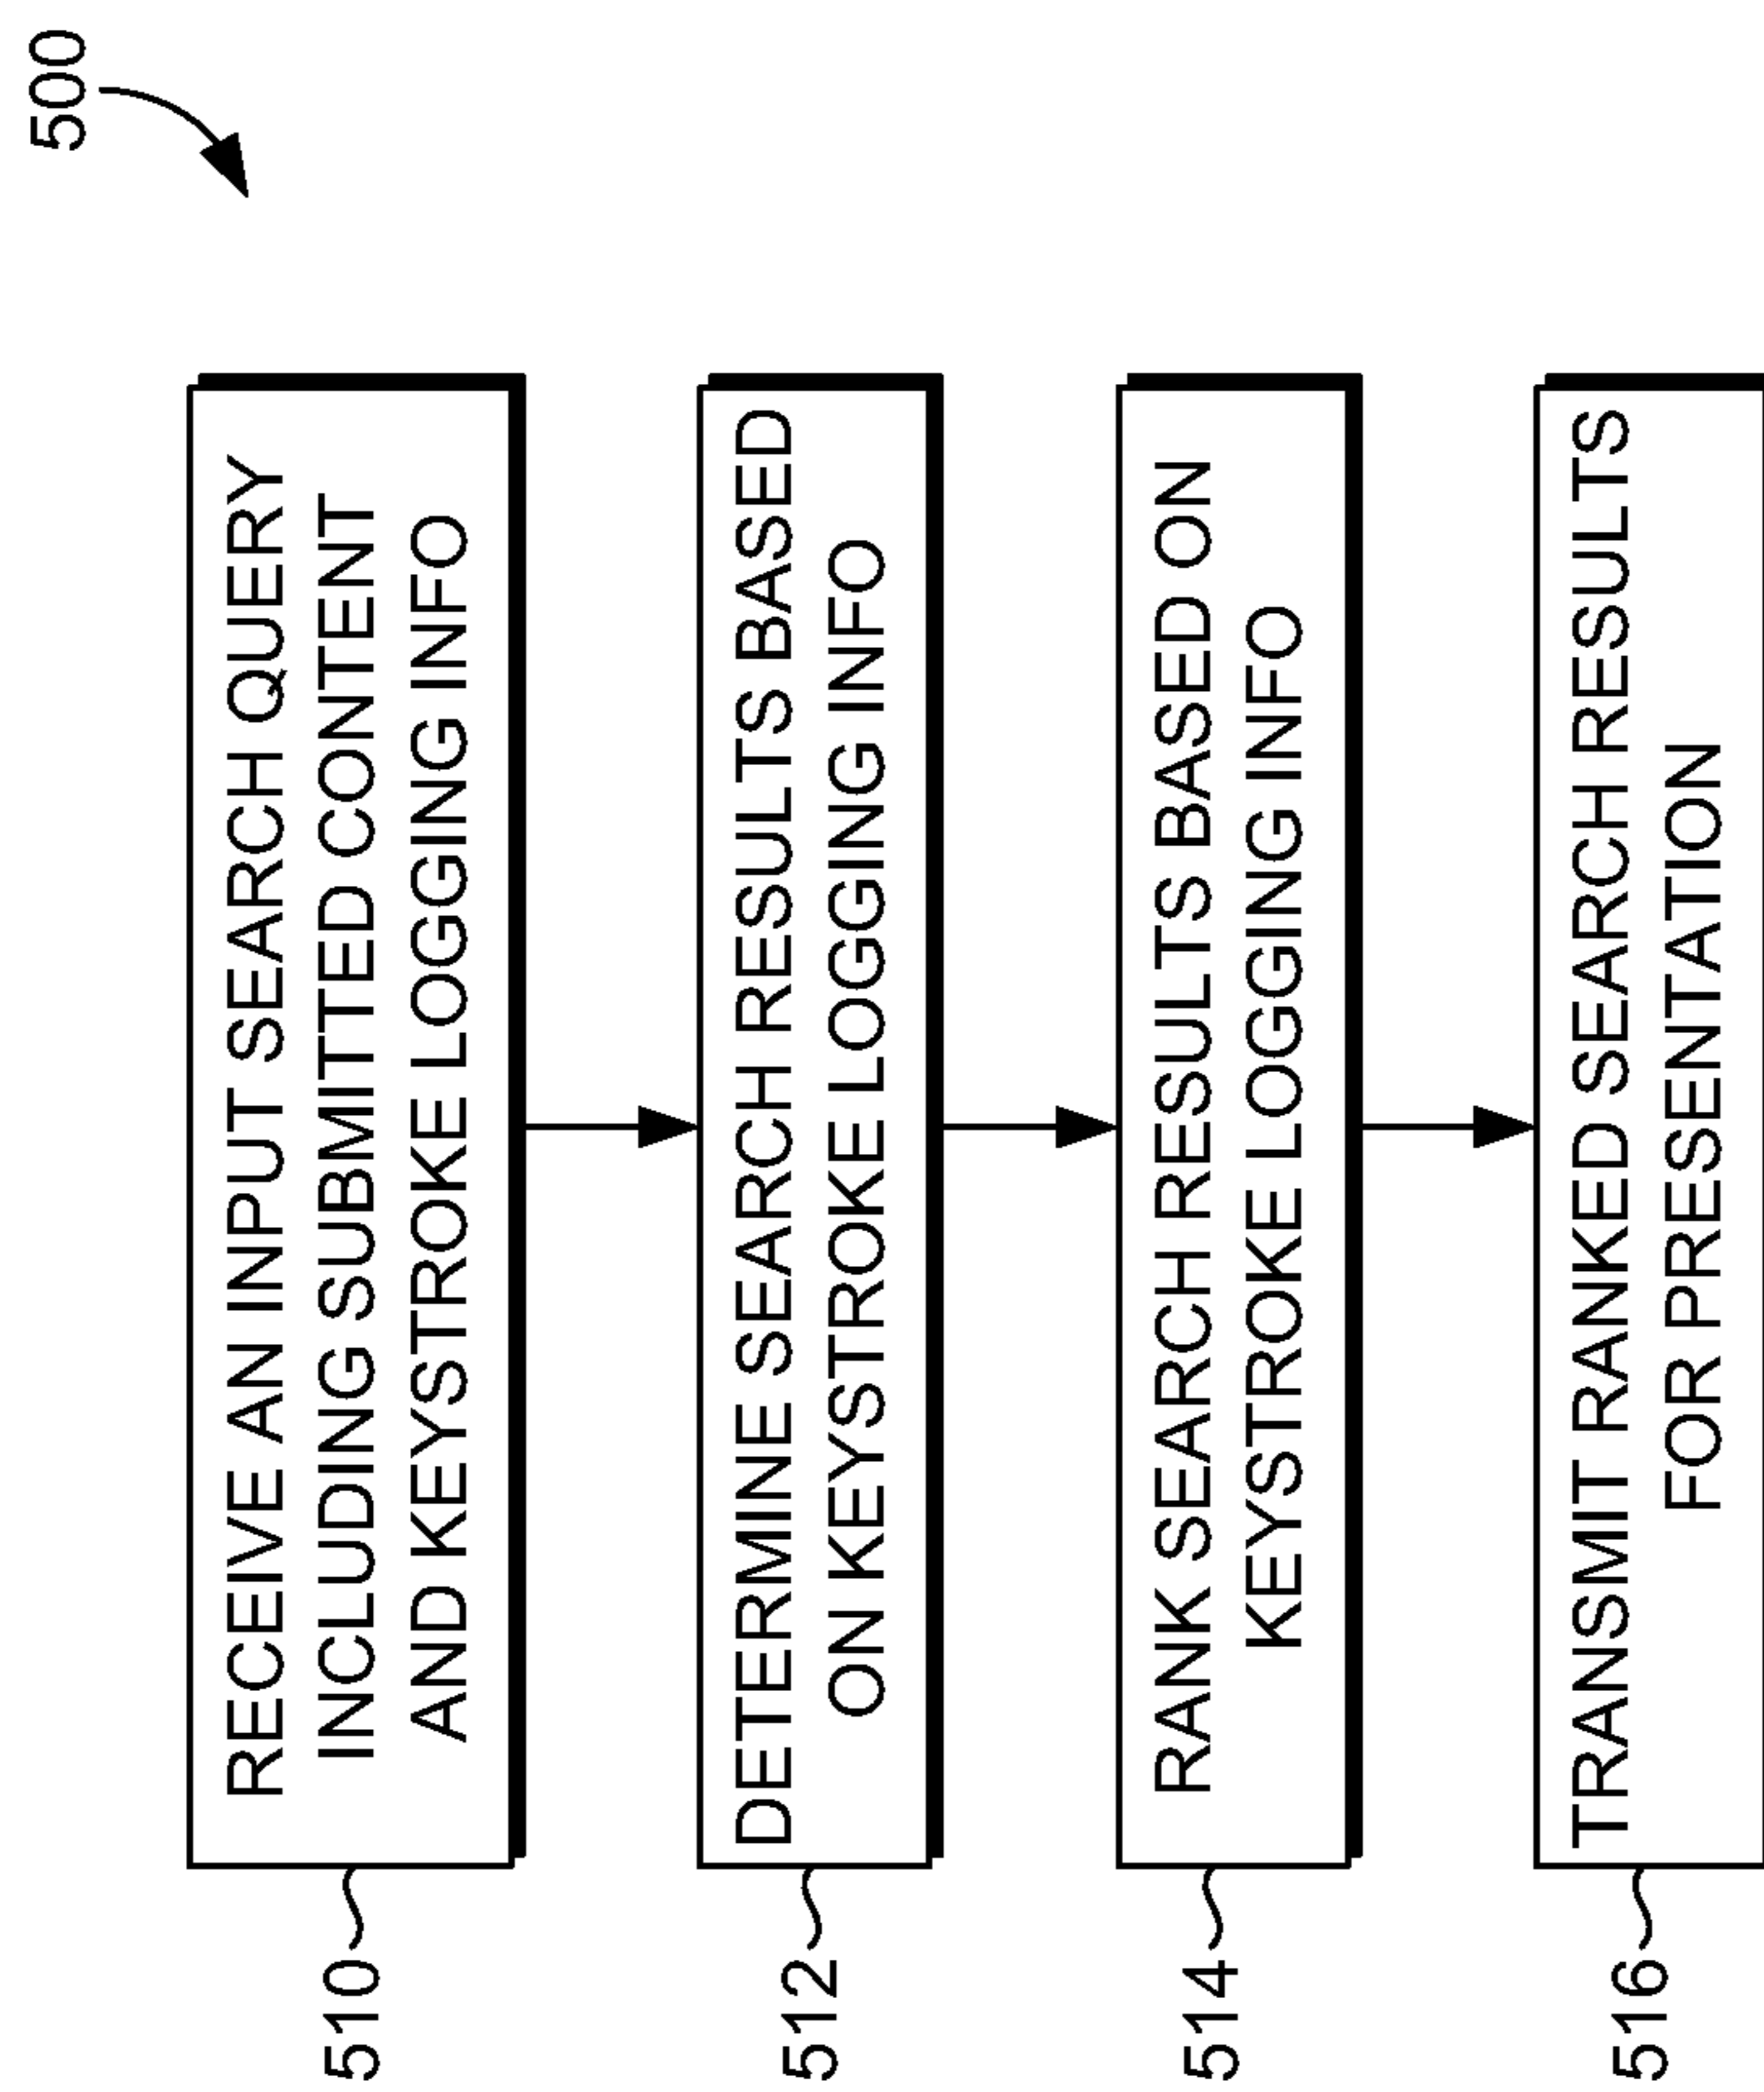 500
510
RECEIVE AN INPUT SEARCH QUERY
INCLUDING SUBMITTED CONTENT
AND KEYSTROKE LOGGING INFO
512
DETERMINE SEARCH RESULTS BASED
ON KEYSTROKE LOGGING INFO
514
RANK SEARCH RESULTS BASED ON
KEYSTROKE LOGGING INFO
516
TRANSMIT RANKED SEARCH RESULTS
FOR PRESENTATION